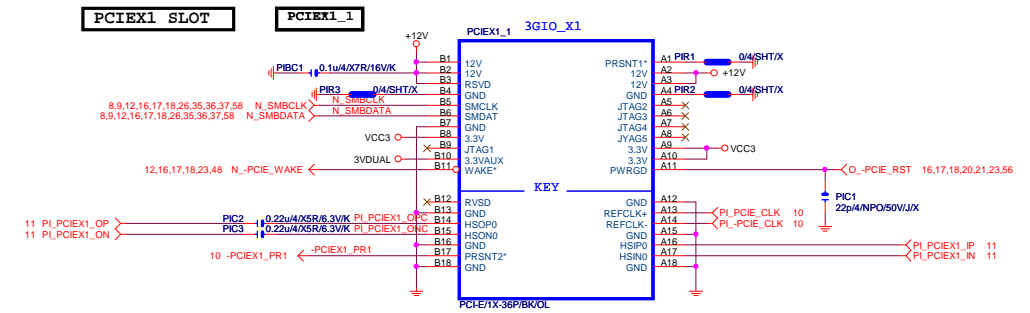 PCIEX1 SLOT
PCIEX1_1
3GIO_X1
PCIEX1_1
+12V
PIBC1 0.1u/4/X7R/16V/K
B1 12V
B2 12V
B3 RSVD
PIR3 0/4/SHT/X
B4 GND
8,9,12,16,17,18,26,35,36,37,58 N_SMBCLK N_SMBCLK B5 SMCLK
8,9,12,16,17,18,26,35,36,37,58 N_SMBDATA N_SMBDATA B6 SMDAT
B7 GND
VCC3 B8 3.3V
B9 JTAG1
3VDUAL B10 3.3VAUX
12,16,17,18,23,48 N_-PCIE_WAKE B11 WAKE*
KEY
B12 RVSD
B13 GND
11 PI_PCIEX1_OP PIC2 0.22u/4/X5R/6.3V/K PI_PCIEX1_OPC B14 HSOP0
11 PI_PCIEX1_ON PIC3 0.22u/4/X5R/6.3V/K PI_PCIEX1_ONC B15 HSON0
B16 GND
10 -PCIEX1_PR1 -PCIEX1_PR1 B17 PRSNT2*
B18 GND
PCI-E/1X-36P/BK/OL
PRSNT1* A1 PIR1 0/4/SHT/X
12V A2 +12V
12V A3
GND A4 PIR2 0/4/SHT/X
JTAG2 A5
JTAG3 A6
JTAG4 A7
JYAG5 A8
3.3V A9 VCC3
3.3V A10
PWRGD A11 O_-PCIE_RST 16,17,18,20,21,23,56
PIC1
22p/4/NPO/50V/J/X
GND A12
REFCLK+ A13 PI_PCIE_CLK 10
REFCLK- A14 PI_-PCIE_CLK 10
GND A15
HSIP0 A16 PI_PCIEX1_IP 11
HSIN0 A17 PI_PCIEX1_IN 11
GND A18